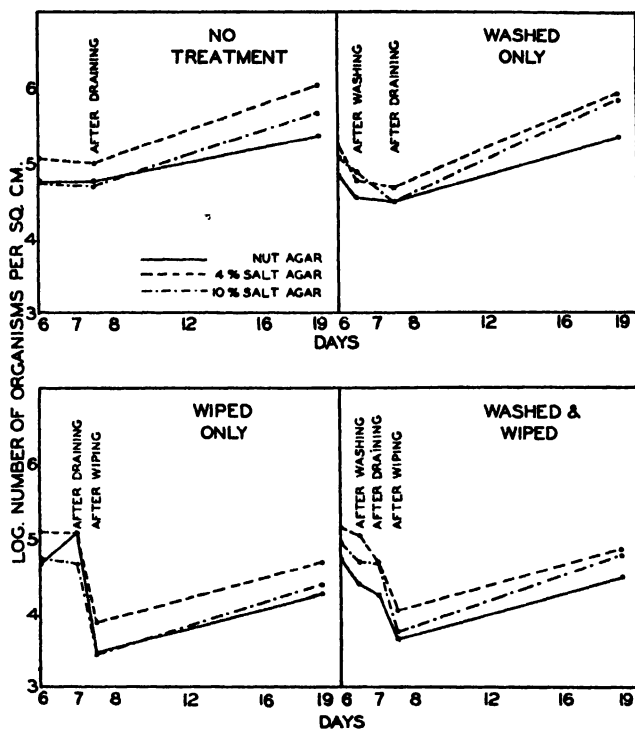 LOG. NUMBER OF ORGANISMS PER SQ. CM.
NO
TREATMENT
AFTER DRAINING
6
5
4
3
NUT AGAR
4% SALT AGAR
10% SALT AGAR
6 7 8 12 16 19
WASHED
ONLY
AFTER WASHING
AFTER DRAINING
6 7 8 12 16 19
DAYS
WIPED
ONLY
AFTER DRAINING
AFTER WIPING
6
5
4
3
6 7 8 12 16 19
WASHED &
WIPED
AFTER WASHING
AFTER DRAINING
AFTER WIPING
6 7 8 12 16 19
DAYS